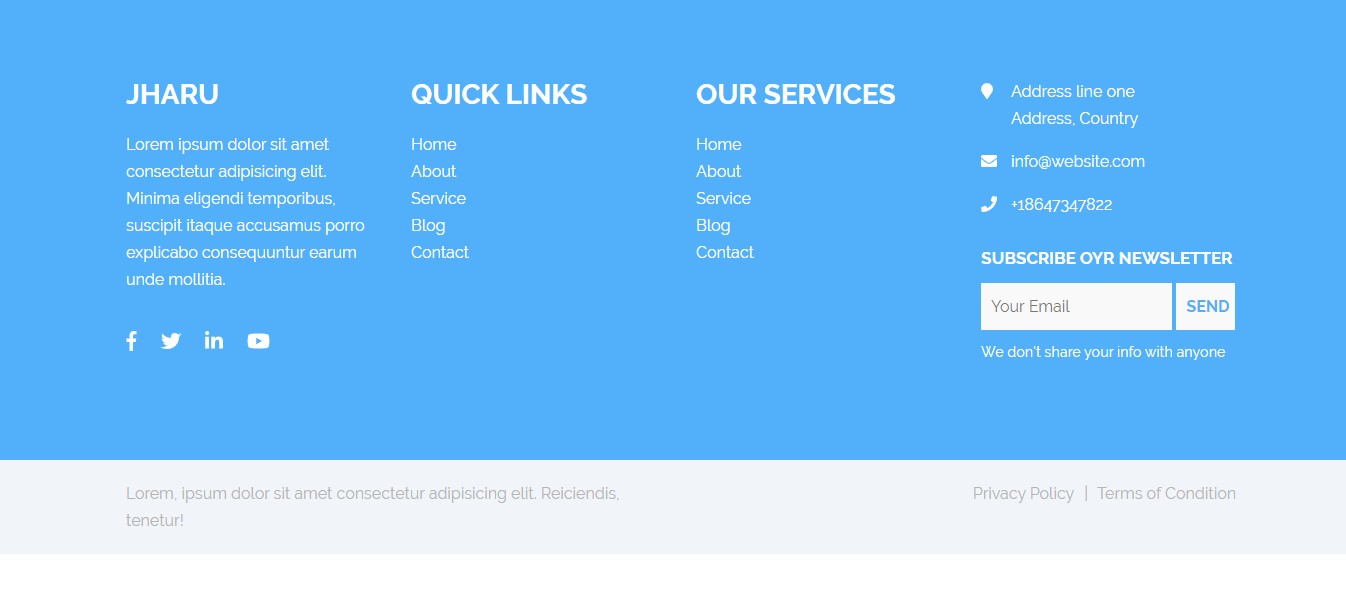 JHARU
Lorem ipsum dolor sit amet
consectetur adipisicing elit.
Minima eligendi temporibus,
suscipit itaque accusamus porro
explicabo consequuntur earum
unde mollitia.
QUICK LINKS
Home
About
Service
Blog
Contact
OUR SERVICES
Home
About
Service
Blog
Contact
Address line one
Address, Country
info@website.com
+18647347822
SUBSCRIBE OYR NEWSLETTER
Your Email
SEND
We don't share your info with anyone
Lorem, ipsum dolor sit amet consectetur adipisicing elit. Reiciendis,
tenetur!
Privacy Policy | Terms of Condition